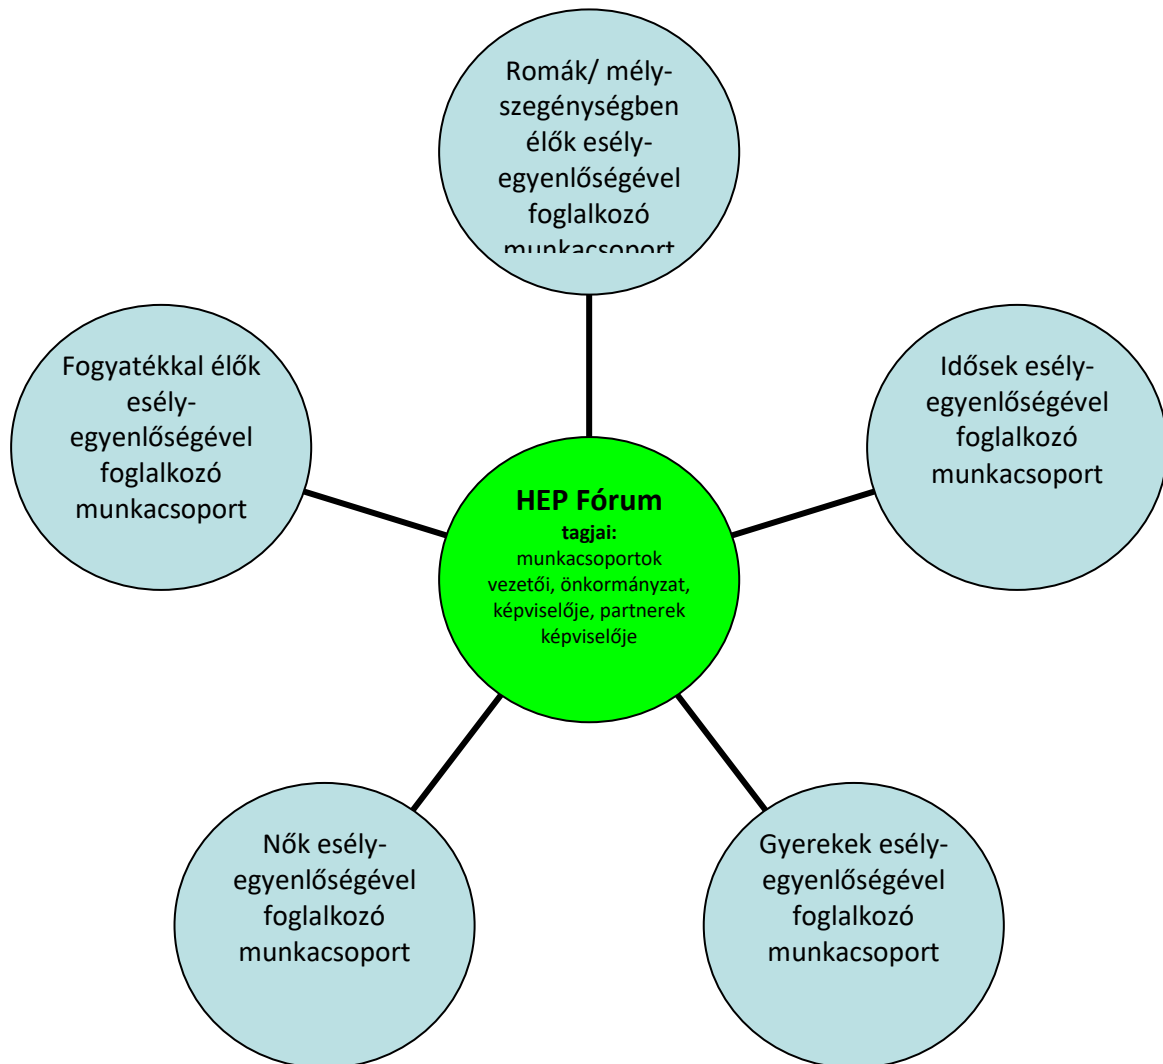 Romák/ mély-
szegénységben
élők esély-
egyenlőségével
foglalkozó
munkacsoport
Fogyatékkal élők
esély-
egyenlőségével
foglalkozó
munkacsoport
Idősek esély-
egyenlőségével
foglalkozó
munkacsoport
HEP Fórum
tagjai:
munkacsoportok
vezetői, önkormányzat,
képviselője, partnerek
képviselője
Nők esély-
egyenlőségével
foglalkozó
munkacsoport
Gyerekek esély-
egyenlőségével
foglalkozó
munkacsoport